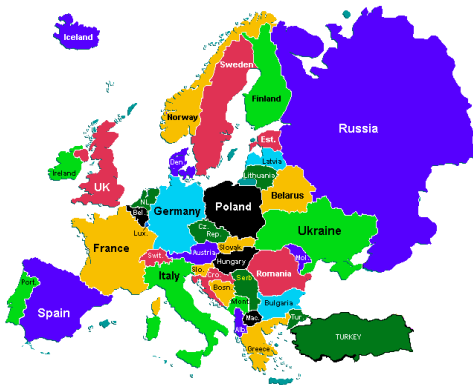 Iceland
Sweden
Finland
Norway
Russia
Est.
Latvia
Den.
Lithuania
Ireland
UK
Belarus
NL
Poland
Germany
Bel.
Cz.
Rep.
Ukraine
Lux.
Slovak.
France
Austria
Mol
Swit.
Hungary
Slo.
Romania
Italy
Cro.
Serb
Bosn.
Port.
Mont.
Bulgaria
Spain
Mac.
Tur.
Alb.
TURKEY
Greece